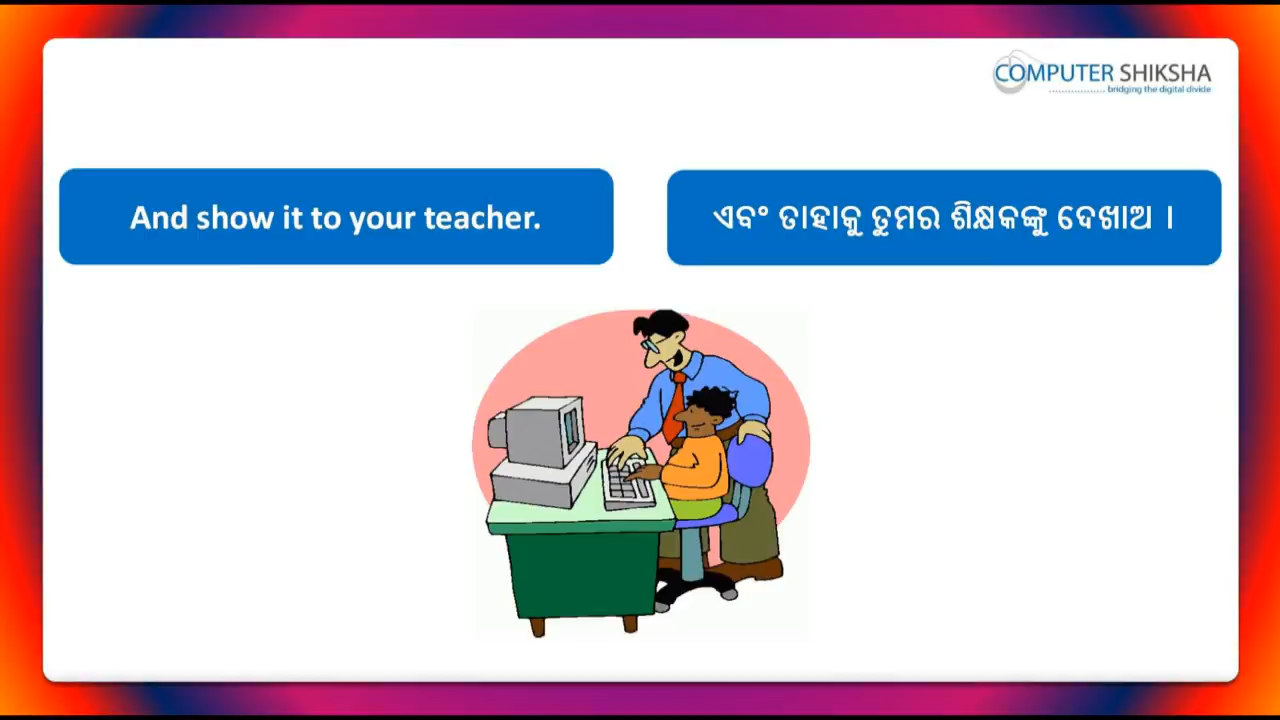 COMPUTER SHIKSHA
bridging the digital divide
And show it to your teacher.
ଏବଂ ତାହାକୁ ତୁମର ଶିକ୍ଷକଙ୍କୁ ଦେଖାଅ ।